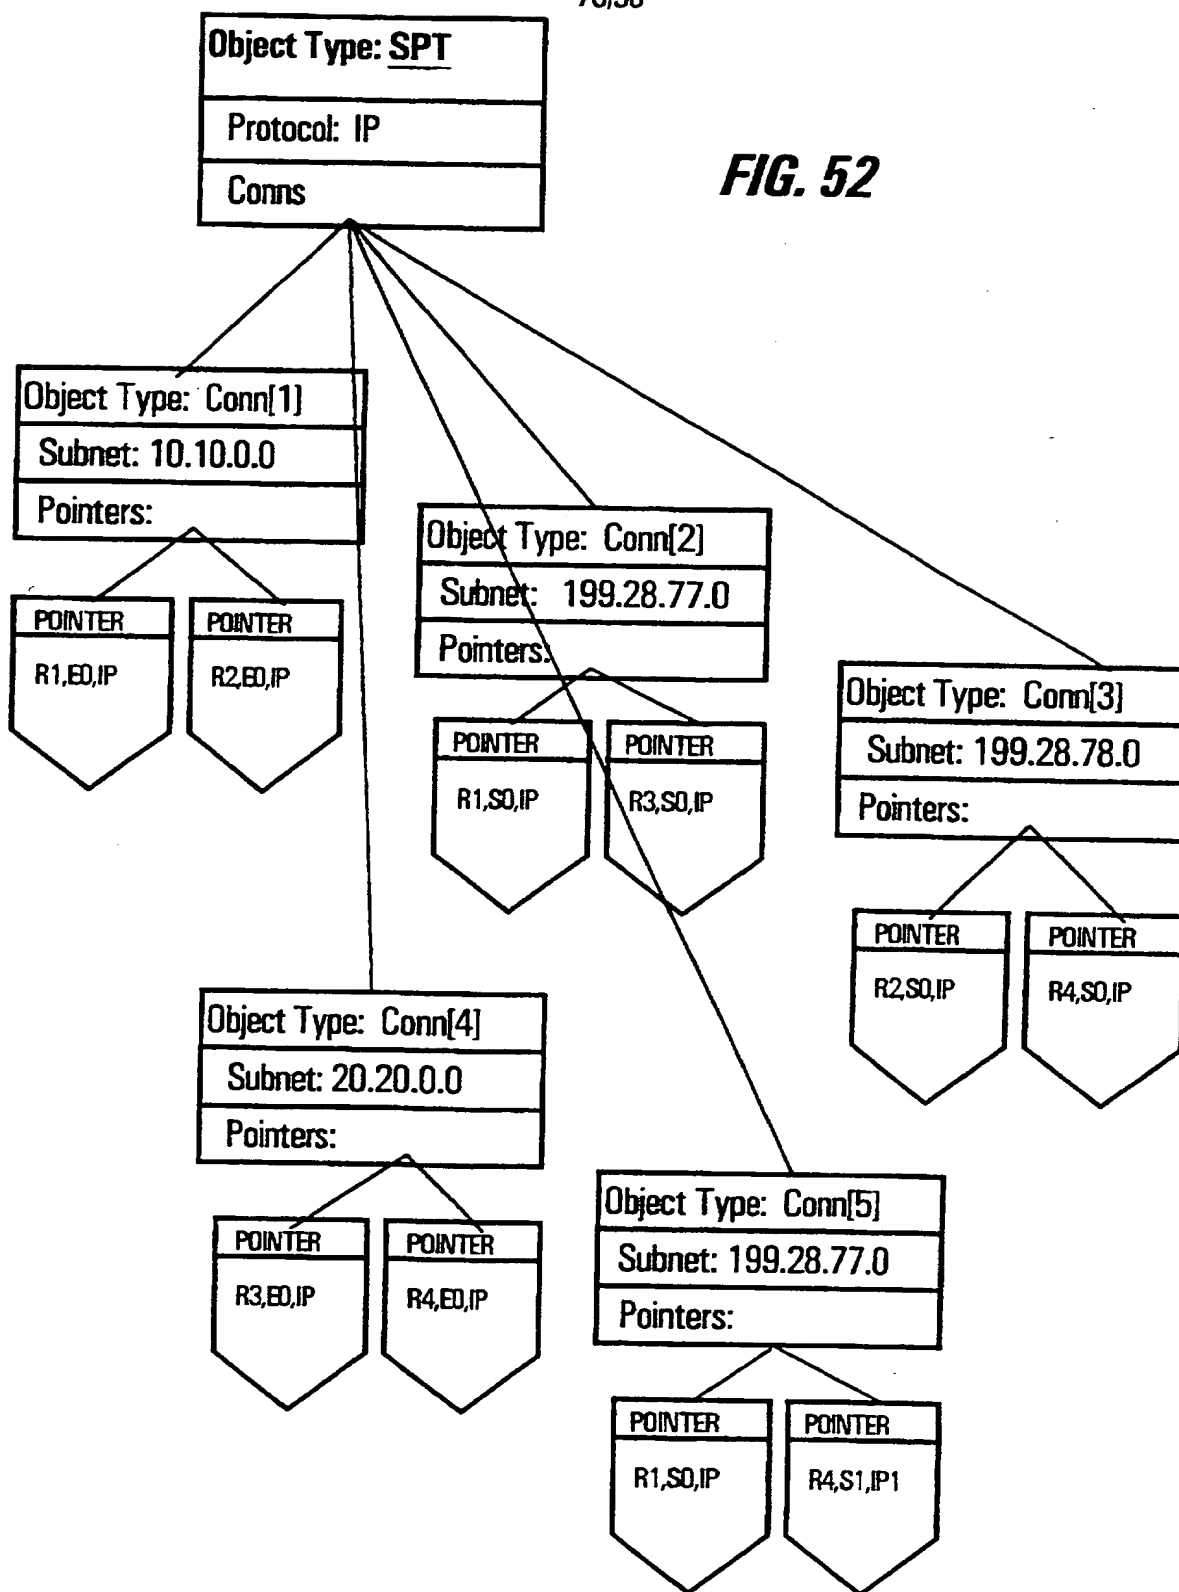 Object Type: SPT
Protocol: IP
Conns
FIG. 52
Object Type: Conn[1]
Subnet: 10.10.0.0
Pointers:
POINTER
R1,E0,IP
POINTER
R2,E0,IP
Object Type: Conn[2]
Subnet: 199.28.77.0
Pointers:
POINTER
R1,S0,IP
POINTER
R3,S0,IP
Object Type: Conn[3]
Subnet: 199.28.78.0
Pointers:
POINTER
R2,S0,IP
POINTER
R4,S0,IP
Object Type: Conn[4]
Subnet: 20.20.0.0
Pointers:
POINTER
R3,E0,IP
POINTER
R4,E0,IP
Object Type: Conn[5]
Subnet: 199.28.77.0
Pointers:
POINTER
R1,S0,IP
POINTER
R4,S1,IP1